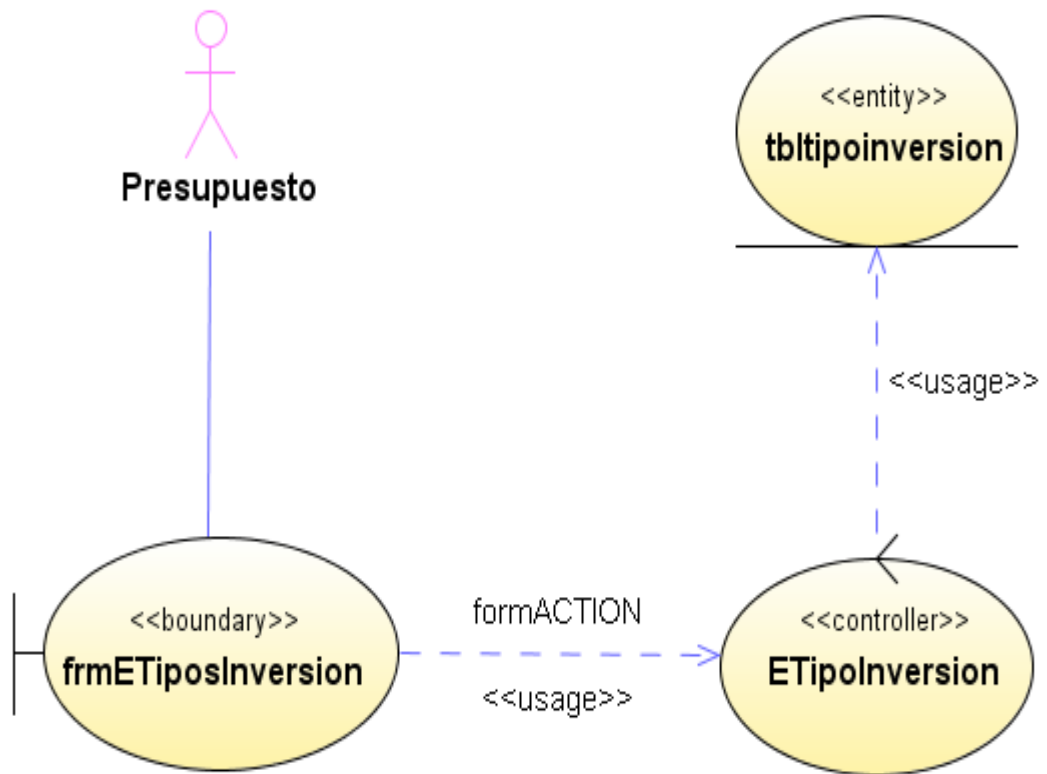 <<entity>>
tbltipoinversion
Presupuesto
<<usage>>
<<boundary>>
frmETiposInversion
formACTION
<<usage>>
<<controller>>
ETipoInversion